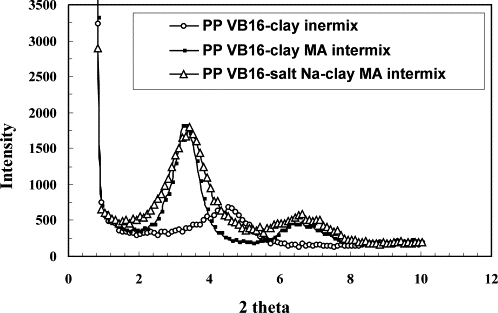 3500
3000
2500
2000
1500
1000
500
0
Intensity
PP VB16-clay inermix
PP VB16-clay MA intermix
PP VB16-salt Na-clay MA intermix
0 2 4 6 8 10 12
2 theta